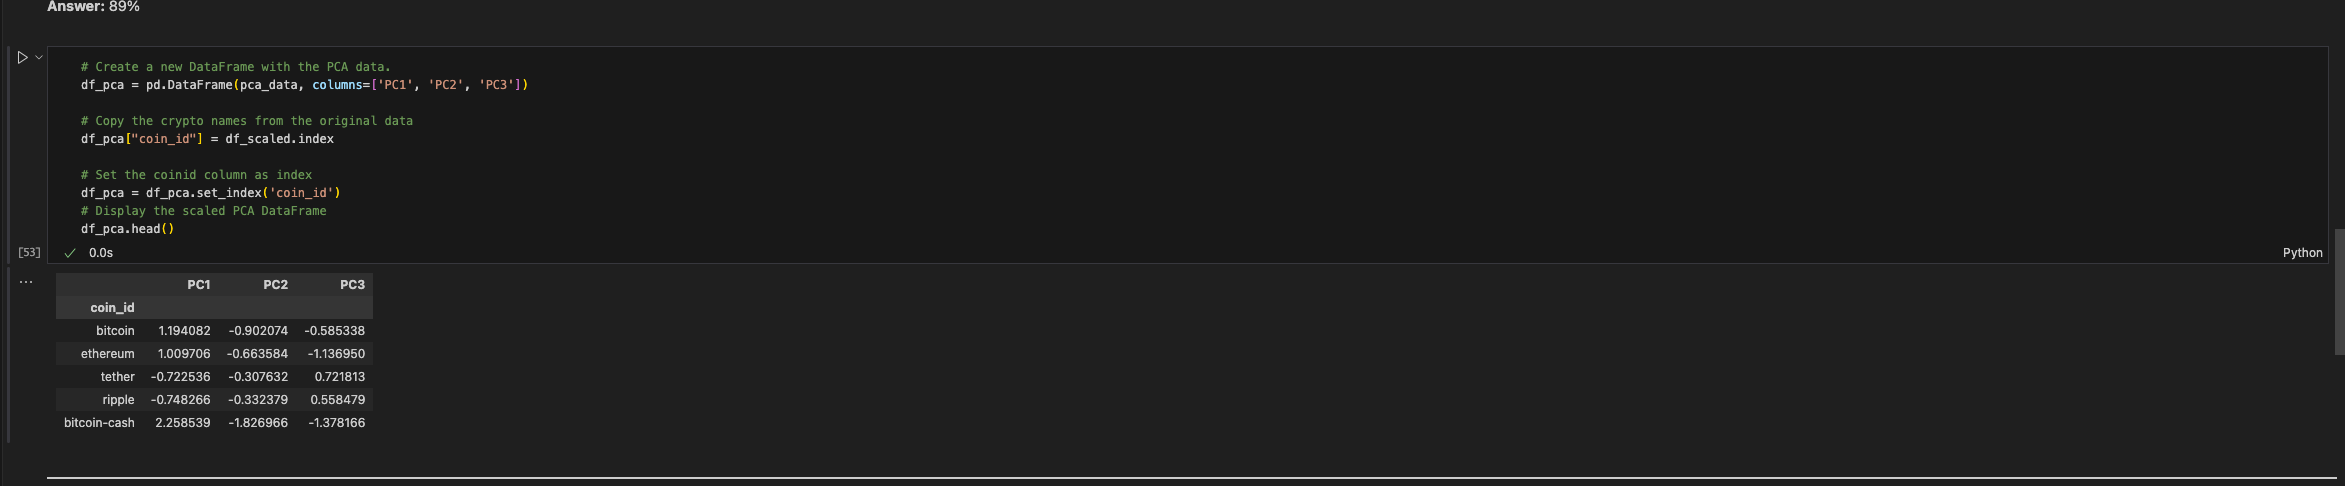 Answer: 89%
# Create a new DataFrame with the PCA data.
df_pca = pd.DataFrame(pca_data, columns=['PC1', 'PC2', 'PC3'])
# Copy the crypto names from the original data
df_pca["coin_id"] = df_scaled.index
# Set the coinid column as index
df_pca = df_pca.set_index('coin_id')
# Display the scaled PCA DataFrame
df_pca.head()
[53] ✓ 0.0s Python
...
PC1 PC2 PC3
coin_id
bitcoin 1.194082 -0.902074 -0.585338
ethereum 1.009706 -0.663584 -1.136950
tether -0.722536 -0.307632 0.721813
ripple -0.748266 -0.332379 0.558479
bitcoin-cash 2.258539 -1.826966 -1.378166